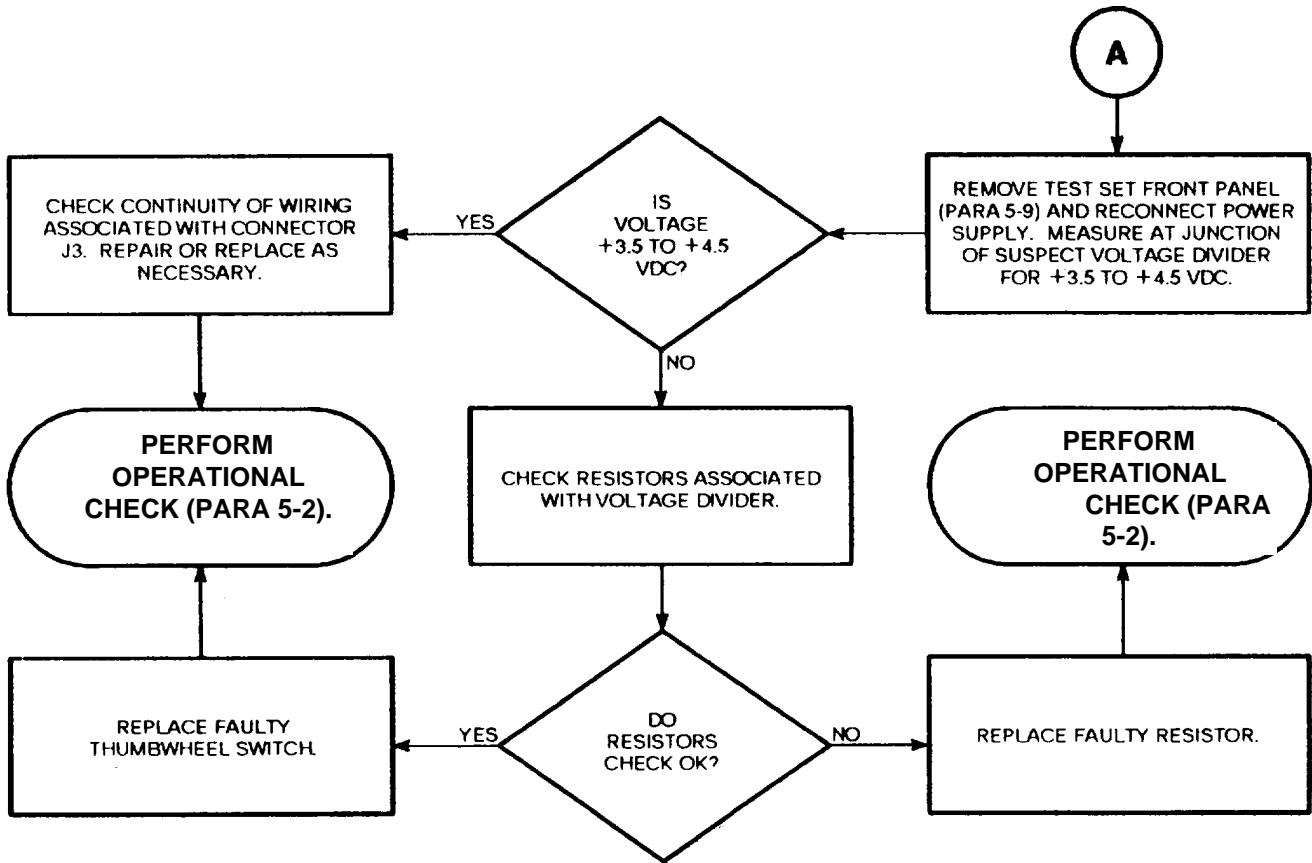 A
REMOVE TEST SET FRONT PANEL
(PARA 5-9) AND RECONNECT POWER
SUPPLY. MEASURE AT JUNCTION
OF SUSPECT VOLTAGE DIVIDER
FOR +3.5 TO +4.5 VDC.
IS
VOLTAGE
+3.5 TO +4.5
VDC?
YES
CHECK CONTINUITY OF WIRING
ASSOCIATED WITH CONNECTOR
J3. REPAIR OR REPLACE AS
NECESSARY.
PERFORM
OPERATIONAL
CHECK (PARA 5-2).
NO
CHECK RESISTORS ASSOCIATED
WITH VOLTAGE DIVIDER.
DO
RESISTORS
CHECK OK?
YES
REPLACE FAULTY
THUMBWHEEL SWITCH.
NO
REPLACE FAULTY RESISTOR.
PERFORM
OPERATIONAL
CHECK (PARA
5-2).